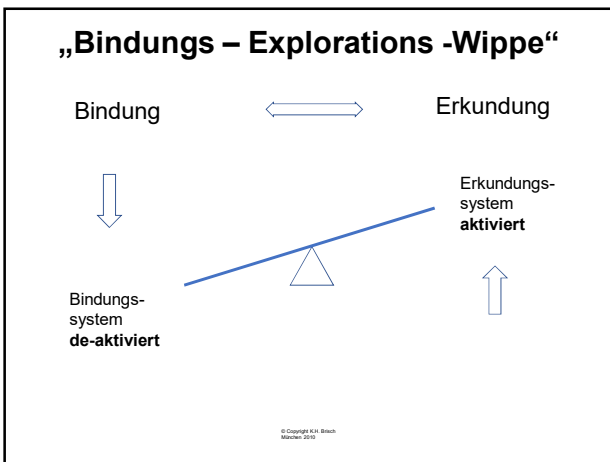 „Bindungs – Explorations -Wippe“
Bindung
Erkundung
Erkundungs-
system
aktiviert
Bindungs-
system
de-aktiviert
© Copyright K.H. Brisch
München 2010